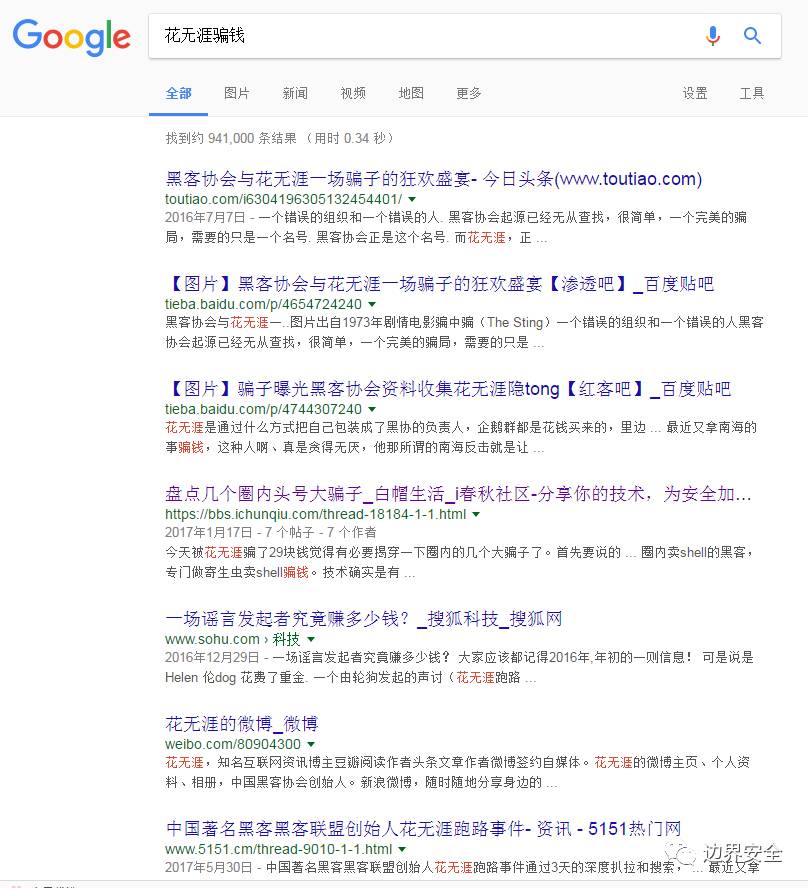 Google
花无涯骗钱
全部 图片 新闻 视频 地图 更多 设置 工具
找到约 941,000 条结果 （用时 0.34 秒）
黑客协会与花无涯一场骗子的狂欢盛宴- 今日头条(www.toutiao.com)
toutiao.com/i6304196305132454401/
2016年7月7日 - 一个错误的组织和一个错误的人. 黑客协会起源已经无从查找，很简单，一个完美的骗
局，需要的只是一个名号. 黑客协会正是这个名号. 而花无涯，正 ...
【图片】黑客协会与花无涯一场骗子的狂欢盛宴【渗透吧】_百度贴吧
tieba.baidu.com/p/4654724240
黑客协会与花无涯一..图片出自1973年剧情电影骗中骗（The Sting）一个错误的组织和一个错误的人黑客
协会起源已经无从查找，很简单，一个完美的骗局，需要的只是 ...
【图片】骗子曝光黑客协会资料收集花无涯隐tong【红客吧】_百度贴吧
tieba.baidu.com/p/4744307240
花无涯是通过什么方式把自己包装成了黑协的负责人，企鹅群都是花钱买来的，里边 ... 最近又拿南海的
事骗钱，这种人啊、真是贪得无厌，他那所谓的南海反击就是让 ...
盘点几个圈内头号大骗子_白帽生活_i春秋社区-分享你的技术，为安全加...
https://bbs.ichunqiu.com/thread-18184-1-1.html
2017年1月17日 - 7 个帖子 - 7 个作者
今天被花无涯骗了29块钱觉得有必要揭穿一下圈内的几个大骗子了。首先要说的 ... 圈内卖shell的黑客，
专门做寄生虫卖shell骗钱。技术确实是有 ...
一场谣言发起者究竟赚多少钱？_搜狐科技_搜狐网
www.sohu.com › 科技
2016年12月29日 - 一场谣言发起者究竟赚多少钱？ 大家应该都记得2016年,年初的一则信息！ 可是说是
Helen 伦dog 花费了重金. 一个由轮狗发起的声讨（花无涯跑路 ...
花无涯的微博_微博
weibo.com/80904300
花无涯，知名互联网资讯博主豆瓣阅读作者头条文章作者微博签约自媒体。花无涯的微博主页、个人资
料、相册，中国黑客协会创始人。新浪微博，随时随地分享身边的 ...
中国著名黑客黑客联盟创始人花无涯跑路事件- 资讯 - 5151热门网
www.5151.cm/thread-9010-1-1.html
2017年5月30日 - 中国著名黑客黑客联盟创始人花无涯跑路事件通过3天的深度扒拉和搜索，... 最近又拿
边界安全